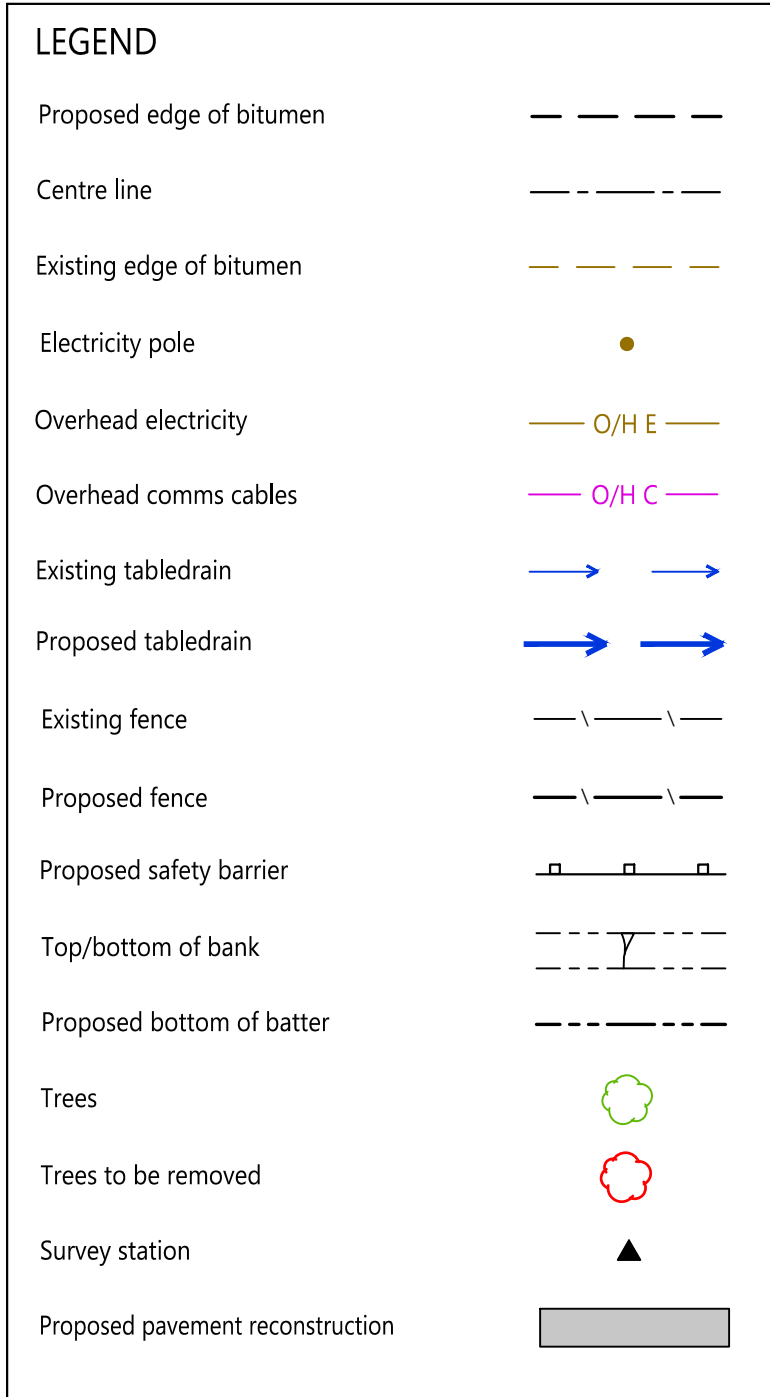 LEGEND
Proposed edge of bitumen
Centre line
Existing edge of bitumen
Electricity pole
Overhead electricity O/H E
Overhead comms cables O/H C
Existing tabledrain
Proposed tabledrain
Existing fence
Proposed fence
Proposed safety barrier
Top/bottom of bank
Proposed bottom of batter
Trees
Trees to be removed
Survey station
Proposed pavement reconstruction